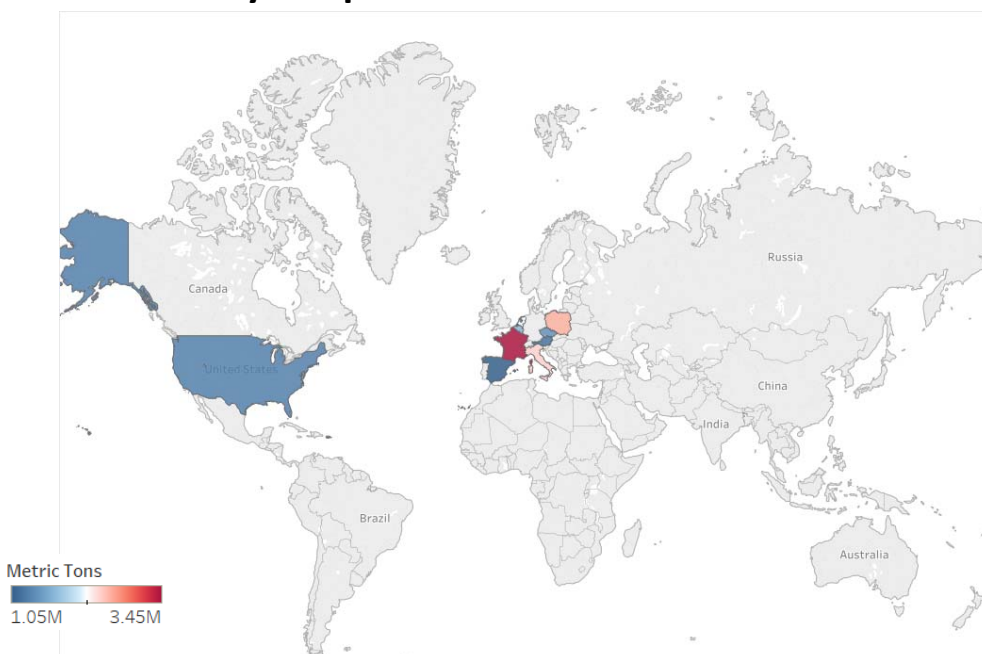 Russia
Canada
United States
China
India
Brazil
Australia
Metric Tons
1.05M 3.45M